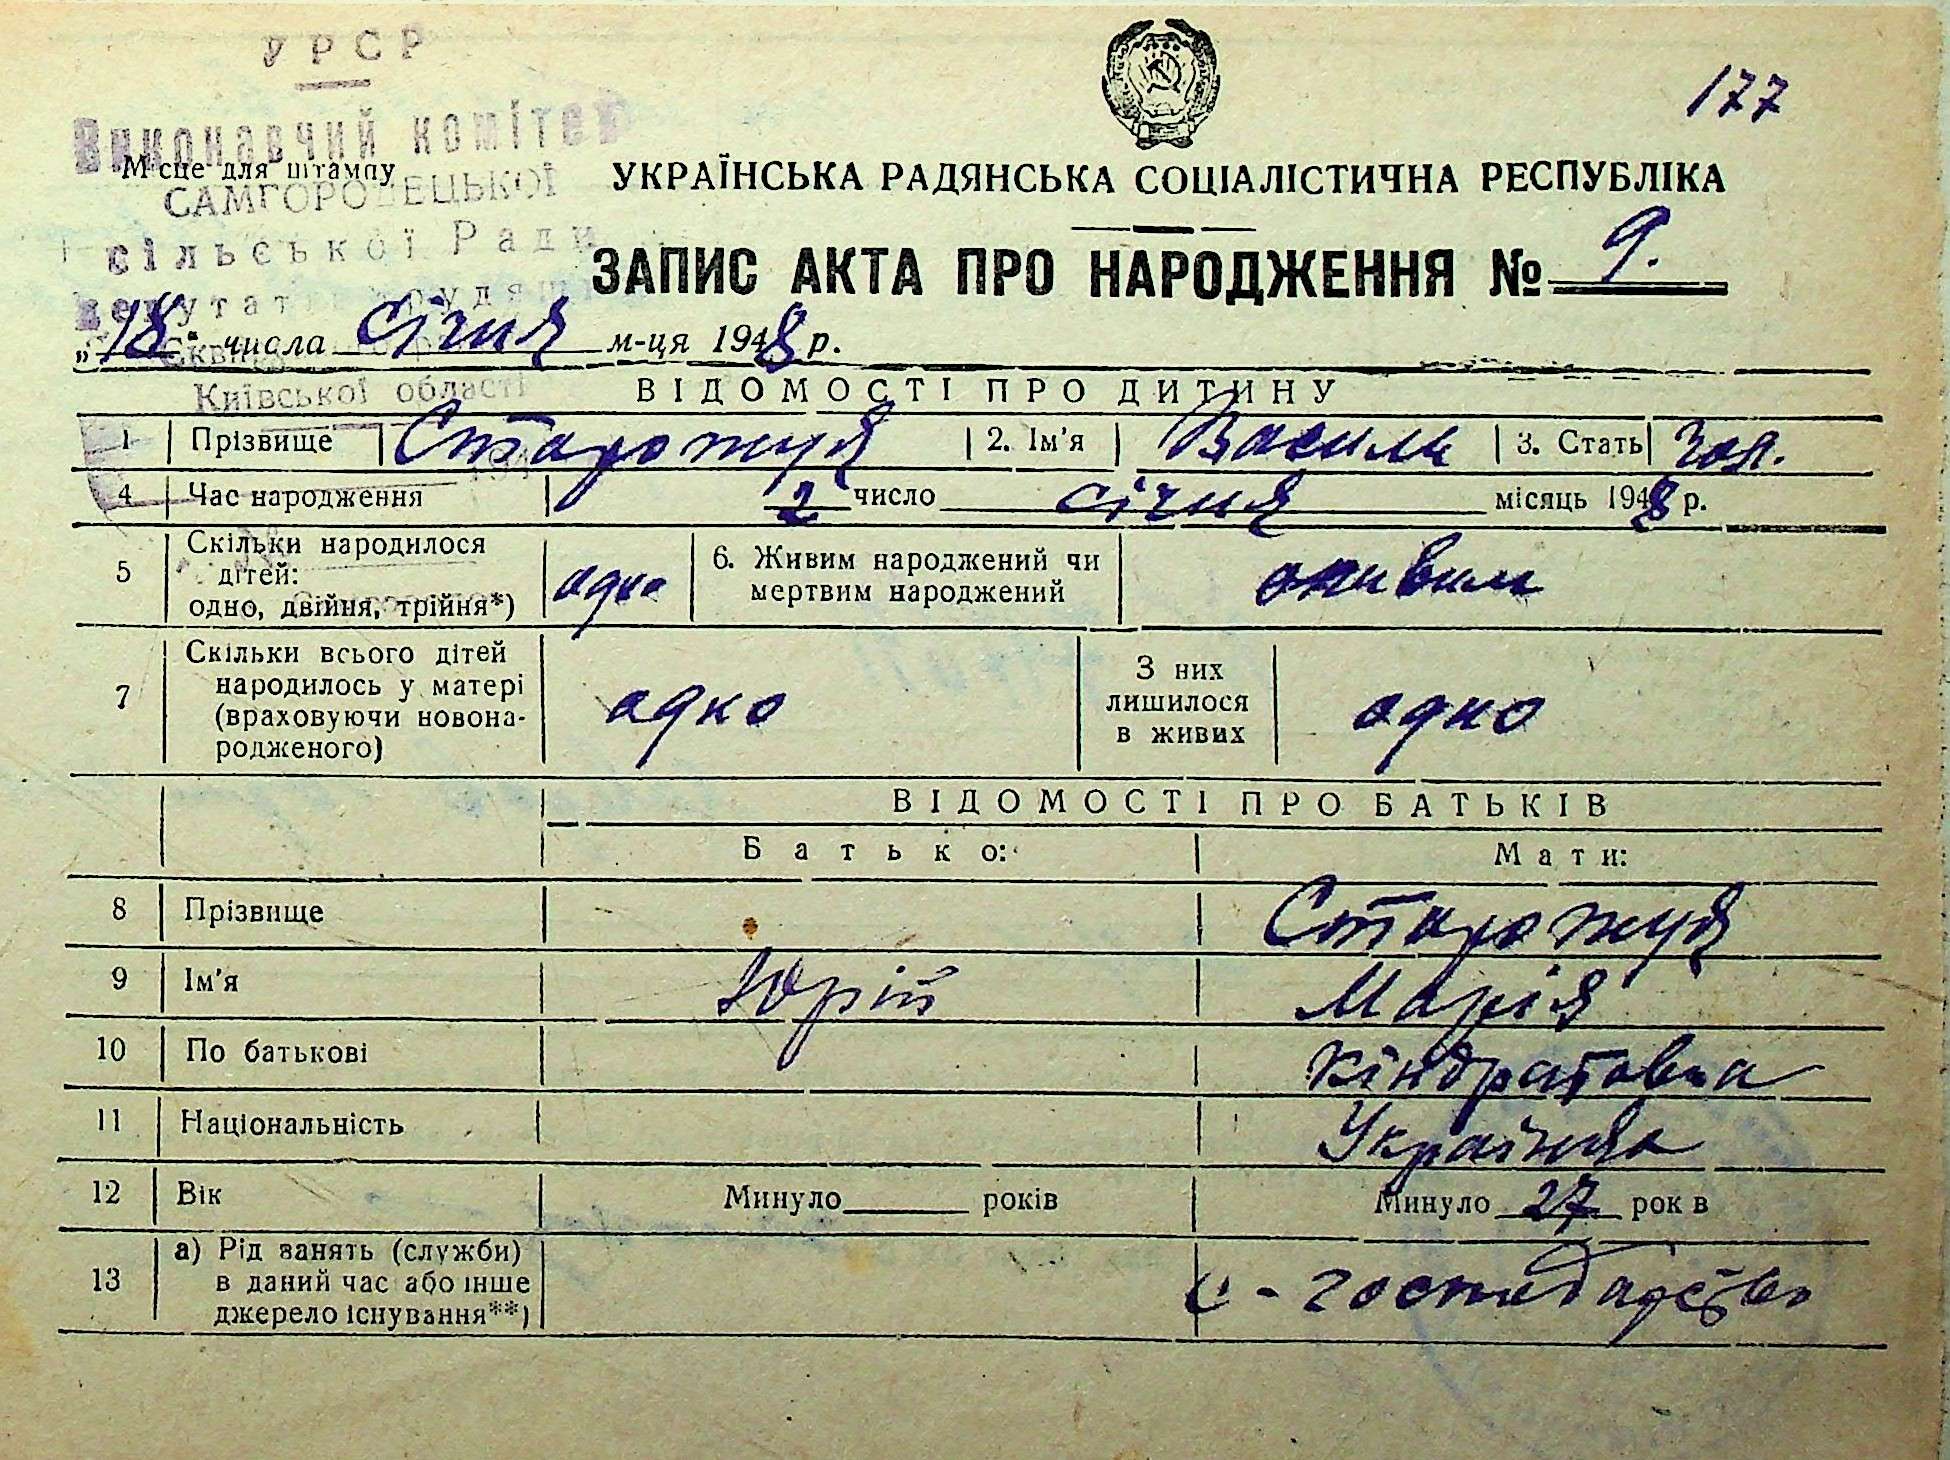 УРСР
177
Виконавчий комітет
Місце для штампу
САМГОРОДЕЦЬКОЇ
сільської Ради
УКРАЇНСЬКА РАДЯНСЬКА СОЦІАЛІСТИЧНА РЕСПУБЛІКА
ЗАПИС АКТА ПРО НАРОДЖЕННЯ № 9.
„18“ числа січня м-ця 1948 р.
Київської області
ВІДОМОСТІ ПРО ДИТИНУ
1 Прізвище Старожук 2. Ім'я Василь 3. Стать Чол.
4 Час народження 2 число січня місяць 1948 р.
5 Скільки народилося дітей: одно, двійня, трійня*) одно 6. Живим народжений чи мертвим народжений живим
7 Скільки всього дітей народилось у матері (враховуючи новонародженого) одно З них лишилося в живих одно
ВІДОМОСТІ ПРО БАТЬКІВ
Батько: Мати:
8 Прізвище Старожук
9 Ім'я Юрій Марія
10 По батькові Кіндратовна
11 Національність Українка
12 Вік Минуло років Минуло 27 років
13 а) Рід занять (служби) в даний час або інше джерело існування**) с-господарство